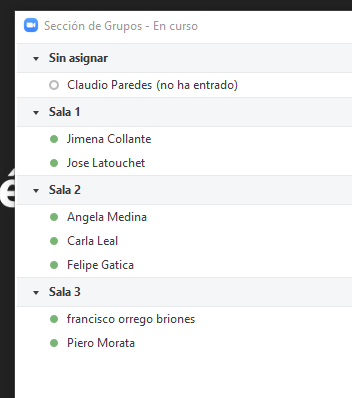 Sección de Grupos - En curso
Sin asignar
Claudio Paredes (no ha entrado)
Sala 1
Jimena Collante
Jose Latouchet
Sala 2
Angela Medina
Carla Leal
Felipe Gatica
Sala 3
francisco orrego briones
Piero Morata
é